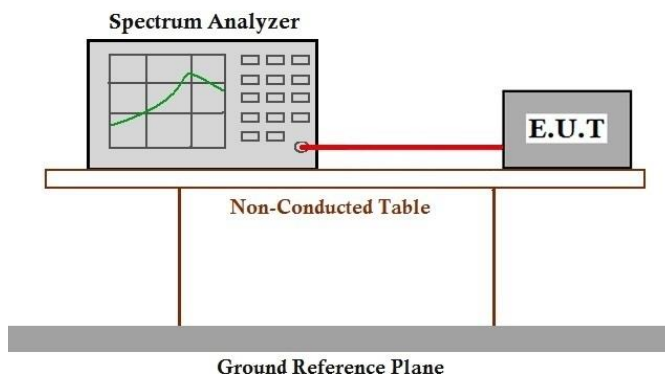 Spectrum Analyzer
E.U.T
Non-Conducted Table
Ground Reference Plane